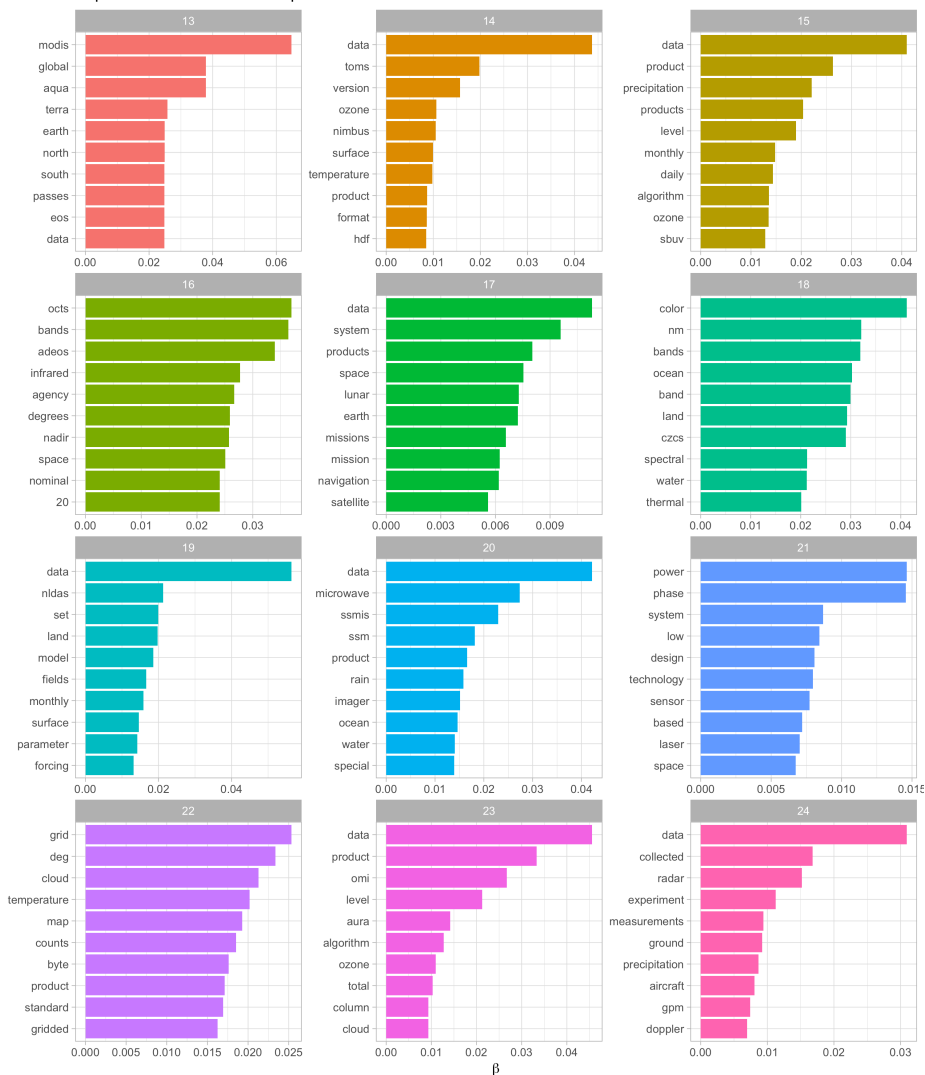 13
modis
global
aqua
terra
earth
north
south
passes
eos
data
0.00 0.02 0.04 0.06
14
data
toms
version
ozone
nimbus
surface
temperature
product
format
hdf
0.00 0.01 0.02 0.03 0.04
15
data
product
precipitation
products
level
monthly
daily
algorithm
ozone
sbuv
0.00 0.01 0.02 0.03 0.04
16
octs
bands
adeos
infrared
agency
degrees
nadir
space
nominal
20
0.00 0.01 0.02 0.03
17
data
system
products
space
lunar
earth
missions
mission
navigation
satellite
0.000 0.003 0.006 0.009
18
color
nm
bands
ocean
band
land
czcs
spectral
water
thermal
0.00 0.01 0.02 0.03 0.04
19
data
nldas
set
land
model
fields
monthly
surface
parameter
forcing
0.00 0.02 0.04
20
data
microwave
ssmis
ssm
product
rain
imager
ocean
water
special
0.00 0.01 0.02 0.03 0.04
21
power
phase
system
low
design
technology
sensor
based
laser
space
0.000 0.005 0.010 0.015
22
grid
deg
cloud
temperature
map
counts
byte
product
standard
gridded
0.000 0.005 0.010 0.015 0.020 0.025
23
data
product
omi
level
aura
algorithm
ozone
total
column
cloud
0.00 0.01 0.02 0.03 0.04
24
data
collected
radar
experiment
measurements
ground
precipitation
aircraft
gpm
doppler
0.00 0.01 0.02 0.03
β